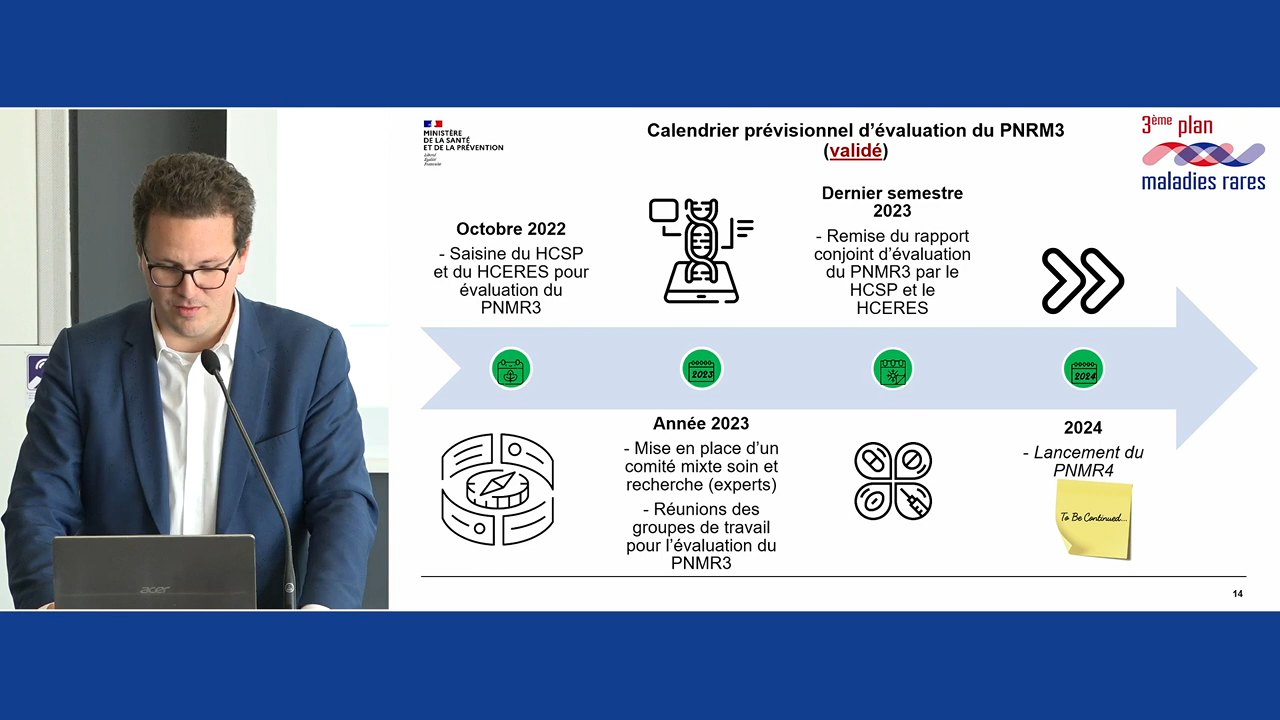 MINISTÈRE
DE LA SANTÉ
ET DE LA PRÉVENTION
Liberté
Égalité
Fraternité
Calendrier prévisionnel d’évaluation du PNRM3
(validé)
3ème plan
maladies rares
Octobre 2022
- Saisine du HCSP
et du HCERES pour
évaluation du
PNMR3
Dernier semestre
2023
- Remise du rapport
conjoint d’évaluation
du PNMR3 par le
HCSP et le
HCERES
2023
2024
Année 2023
- Mise en place d’un
comité mixte soin et
recherche (experts)
- Réunions des
groupes de travail
pour l’évaluation du
PNMR3
2024
- Lancement du
PNMR4
To Be Continued...
14
acer